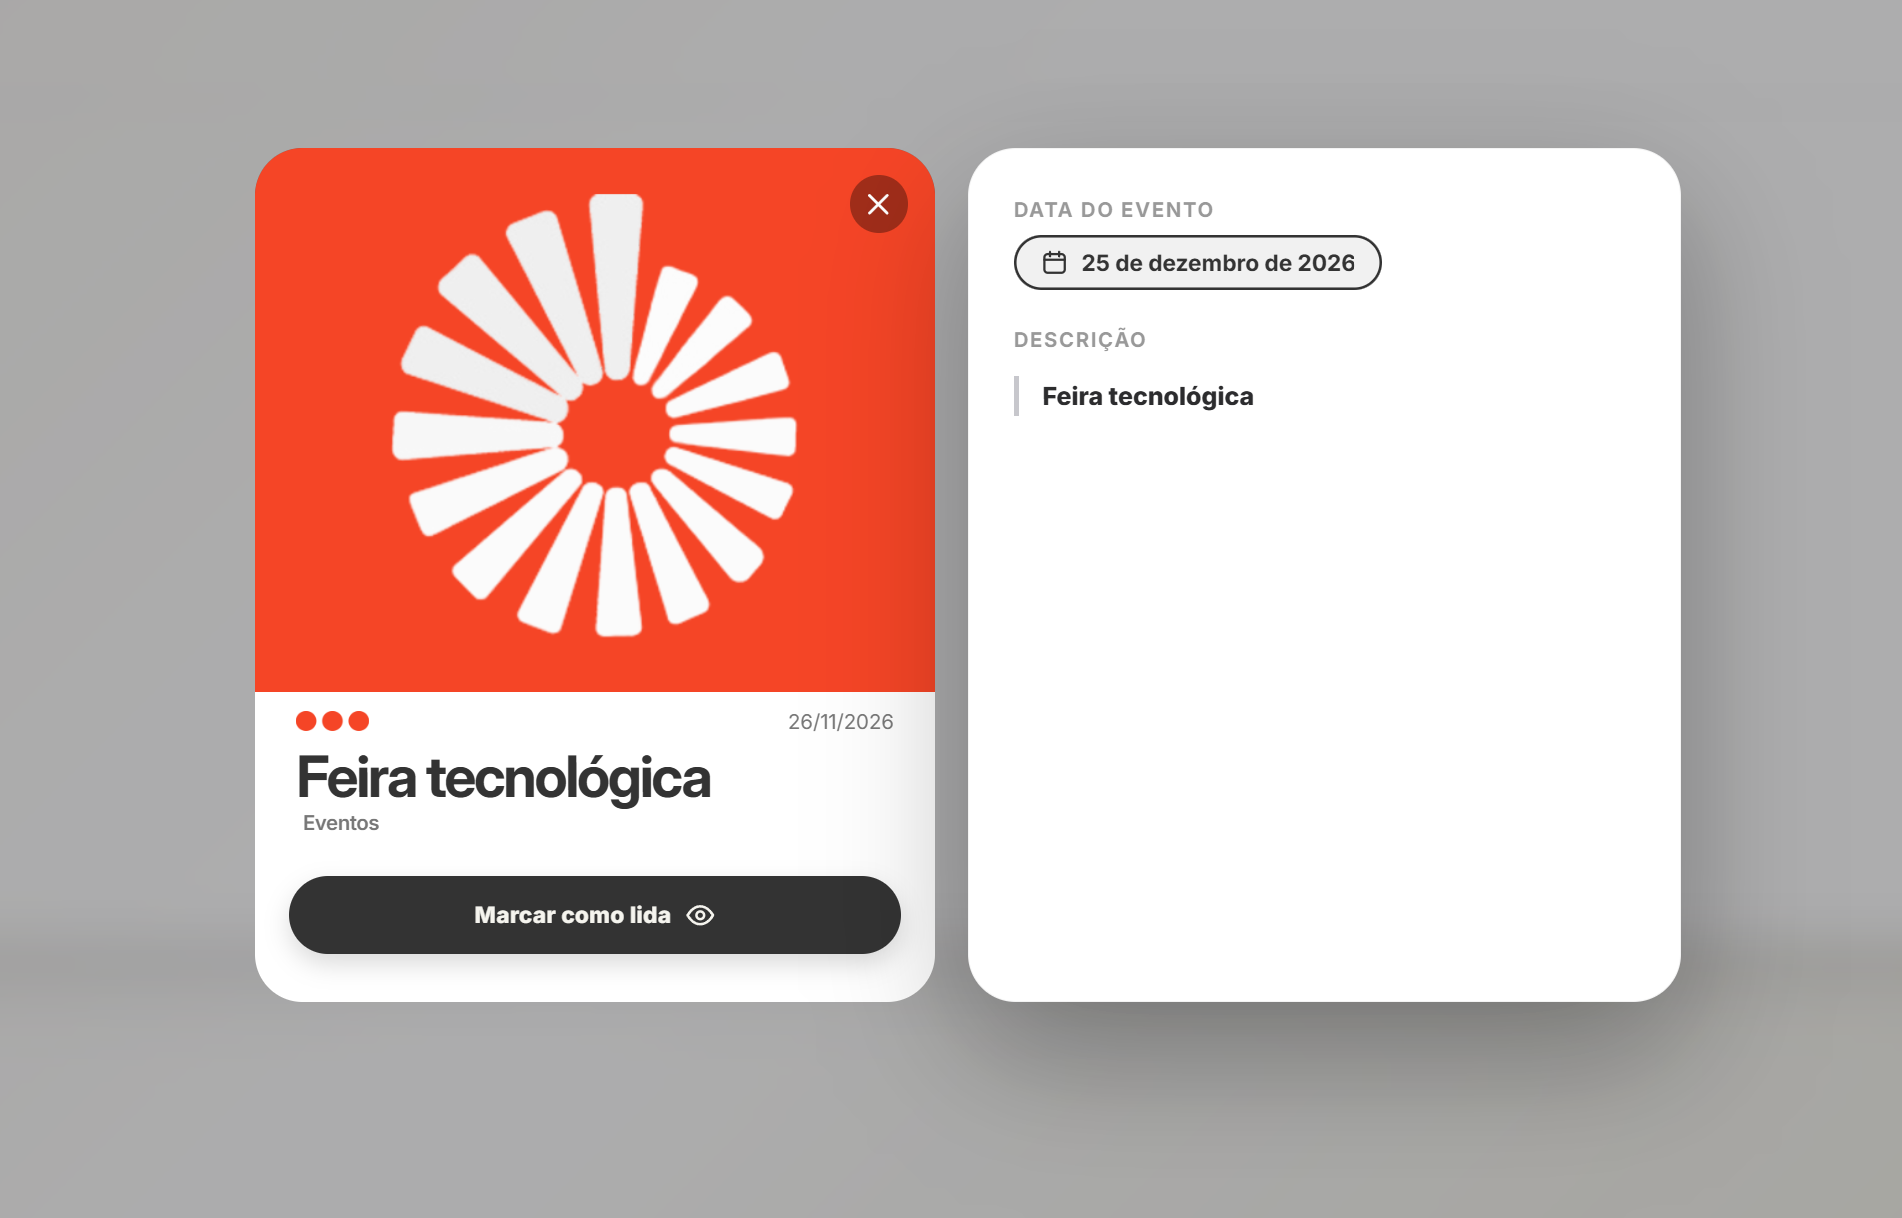 26/11/2026
Feira tecnológica
Eventos
Marcar como lida
DATA DO EVENTO
25 de dezembro de 2026
DESCRIÇÃO
Feira tecnológica